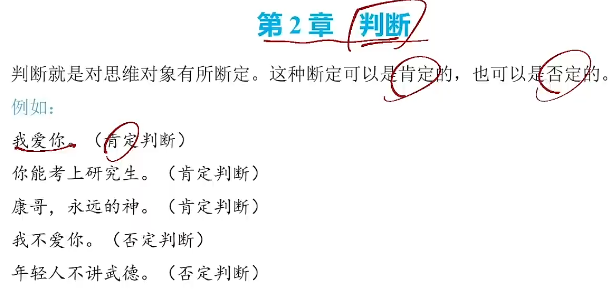 第2章 判断
判断就是对思维对象有所断定。这种断定可以是肯定的，也可以是否定的。
例如：
我爱你。（肯定判断）
你能考上研究生。（肯定判断）
康哥，永远的神。（肯定判断）
我不爱你。（否定判断）
年轻人不讲武德。（否定判断）